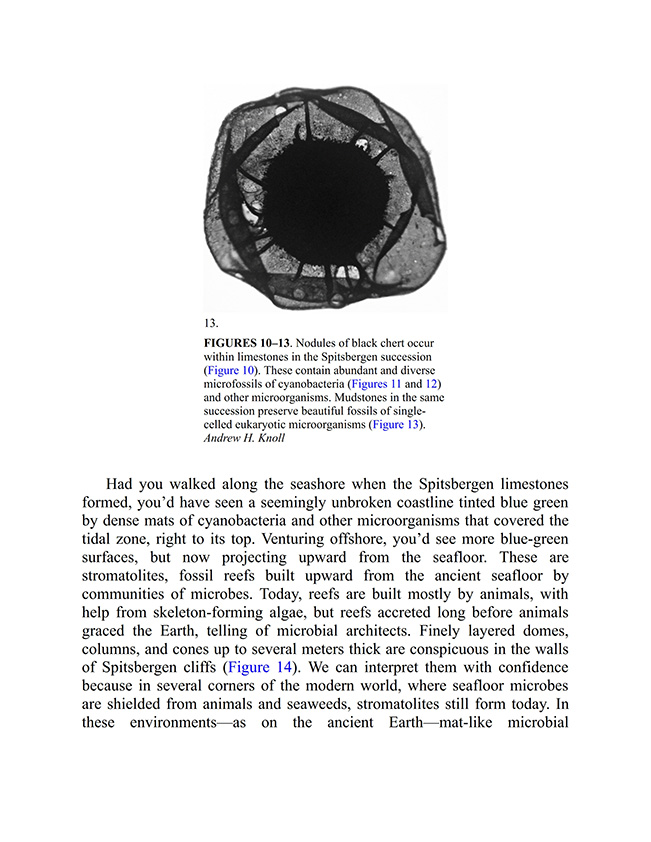 13.
FIGURES 10–13. Nodules of black chert occur
within limestones in the Spitsbergen succession
(Figure 10). These contain abundant and diverse
microfossils of cyanobacteria (Figures 11 and 12)
and other microorganisms. Mudstones in the same
succession preserve beautiful fossils of single-
celled eukaryotic microorganisms (Figure 13).
Andrew H. Knoll
Had you walked along the seashore when the Spitsbergen limestones
formed, you’d have seen a seemingly unbroken coastline tinted blue green
by dense mats of cyanobacteria and other microorganisms that covered the
tidal zone, right to its top. Venturing offshore, you’d see more blue-green
surfaces, but now projecting upward from the seafloor. These are
stromatolites, fossil reefs built upward from the ancient seafloor by
communities of microbes. Today, reefs are built mostly by animals, with
help from skeleton-forming algae, but reefs accreted long before animals
graced the Earth, telling of microbial architects. Finely layered domes,
columns, and cones up to several meters thick are conspicuous in the walls
of Spitsbergen cliffs (Figure 14). We can interpret them with confidence
because in several corners of the modern world, where seafloor microbes
are shielded from animals and seaweeds, stromatolites still form today. In
these environments—as on the ancient Earth—mat-like microbial